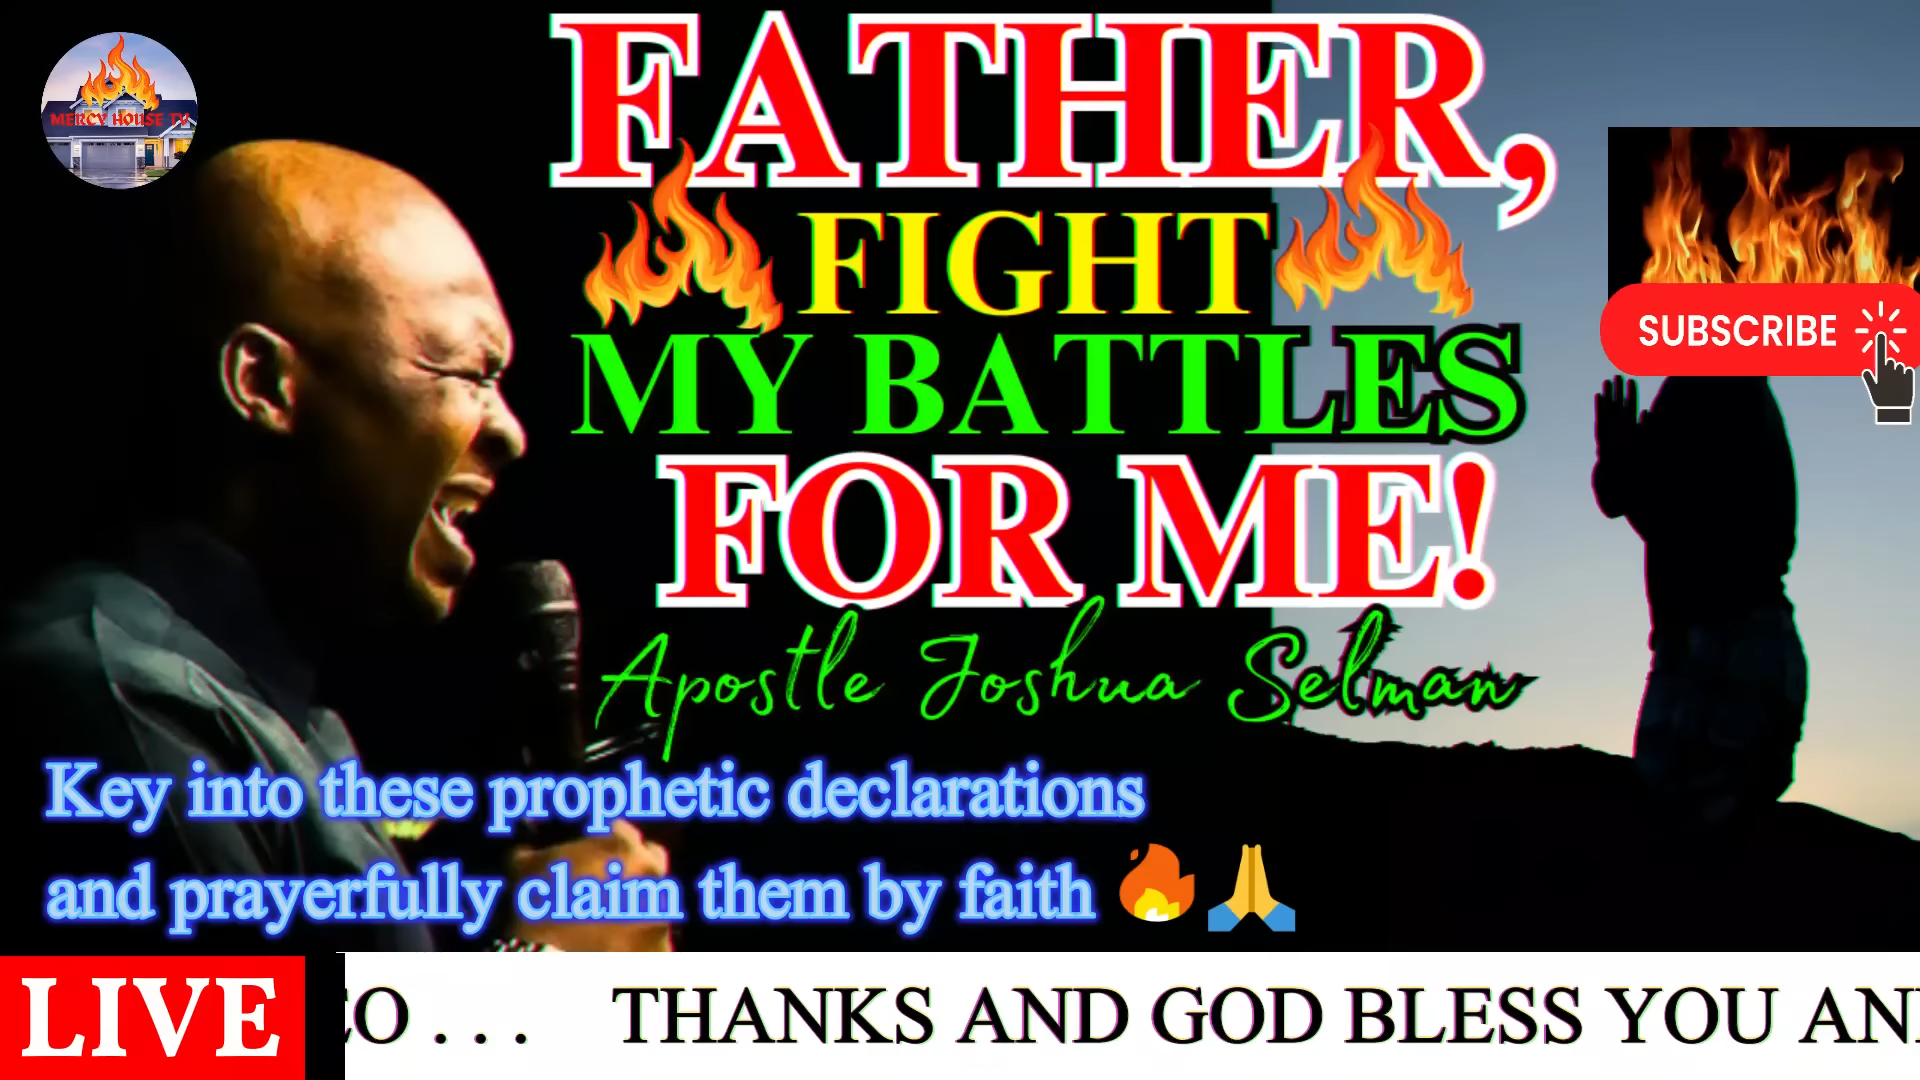 MERCY HOUSE TV
FATHER,
FIGHT
MY BATTLES
FOR ME!
Apostle Joshua Selman
SUBSCRIBE
Key into these prophetic declarations
and prayerfully claim them by faith
LIVE
. . . THANKS AND GOD BLESS YOU